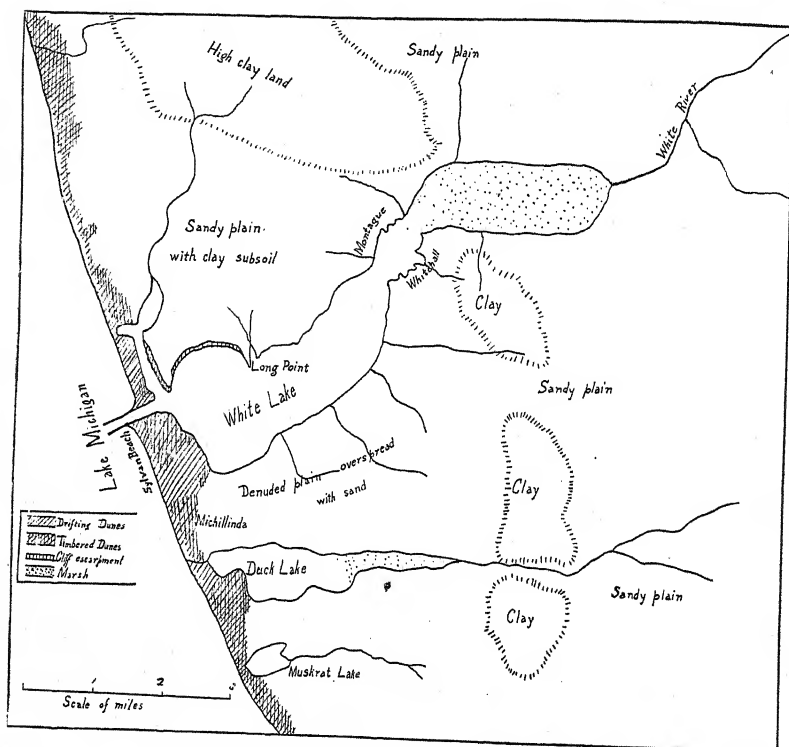 High clay land
Sandy plain
White River
Sandy plain
with clay subsoil
Montague
Whitehall
Clay
Long Point
White Lake
Sandy plain
Lake Michigan
Sylvan Beach
Denuded plain overspread
with sand
Clay
Michillinda
Drifting Dunes
Timbered Dunes
Cliff escarpment
Marsh
Duck Lake
Sandy plain
Clay
Muskrat Lake
1 2
Scale of miles